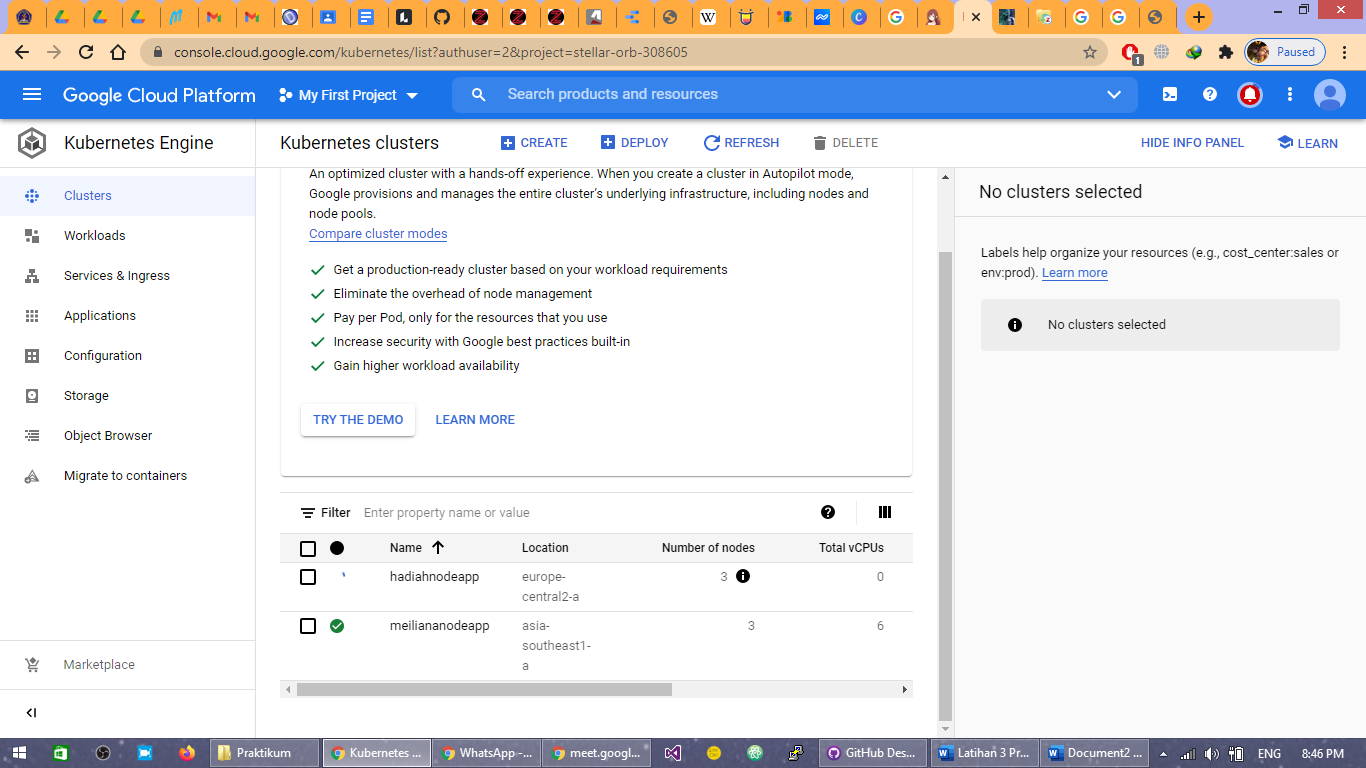 console.cloud.google.com/kubernetes/list?authuser=2&project=stellar-orb-308605
1
Paused
Google Cloud Platform
My First Project
Search products and resources
Kubernetes Engine
Kubernetes clusters
CREATE
DEPLOY
REFRESH
DELETE
HIDE INFO PANEL
LEARN
Clusters
Workloads
Services & Ingress
Applications
Configuration
Storage
Object Browser
Migrate to containers
Marketplace
An optimized cluster with a hands-off experience. When you create a cluster in Autopilot mode,
Google provisions and manages the entire cluster's underlying infrastructure, including nodes and
node pools.
Compare cluster modes
Get a production-ready cluster based on your workload requirements
Eliminate the overhead of node management
Pay per Pod, only for the resources that you use
Increase security with Google best practices built-in
Gain higher workload availability
TRY THE DEMO
LEARN MORE
Filter Enter property name or value
Name Location Number of nodes Total vCPUs
hadiahnodeapp europe- 3 0
central2-a
meiliananodeapp asia- 3 6
southeast1-
a
No clusters selected
Labels help organize your resources (e.g., cost_center:sales or
env:prod). Learn more
No clusters selected
Praktikum
Kubernetes ...
WhatsApp -...
meet.googl...
GitHub Des...
Latihan 3 Pr...
Document2 ...
ENG
8:46 PM